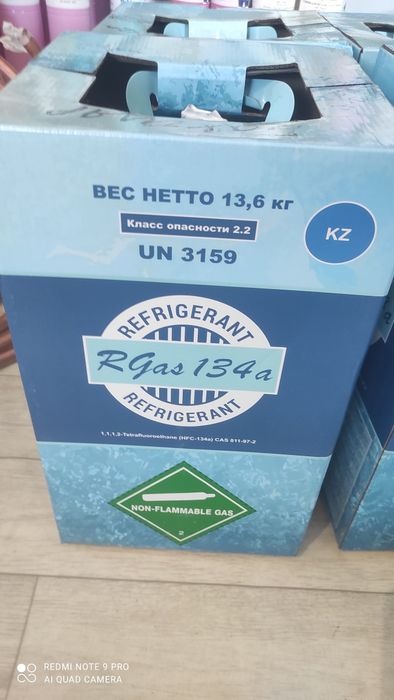 ВЕС НЕТТО 13,6 кг
Класс опасности 2.2
KZ
UN 3159
REFRIGERANT
RGas 134a
REFRIGERANT
1,1,1,2-Tetrafluoroethane (HFC-134a) CAS 811-97-2
NON-FLAMMABLE GAS
2
REDMI NOTE 9 PRO
AI QUAD CAMERA